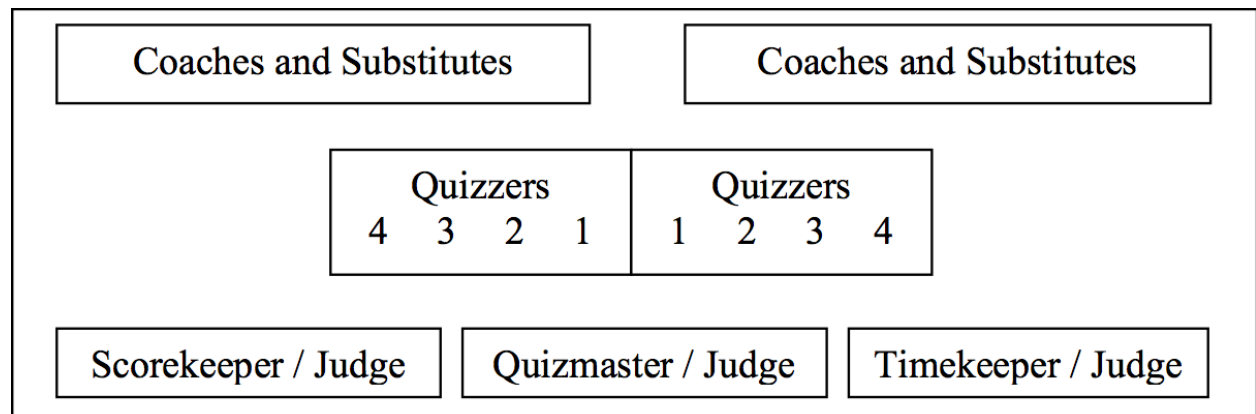 Coaches and Substitutes
Coaches and Substitutes
Quizzers
4 3 2 1
Quizzers
1 2 3 4
Scorekeeper / Judge
Quizmaster / Judge
Timekeeper / Judge